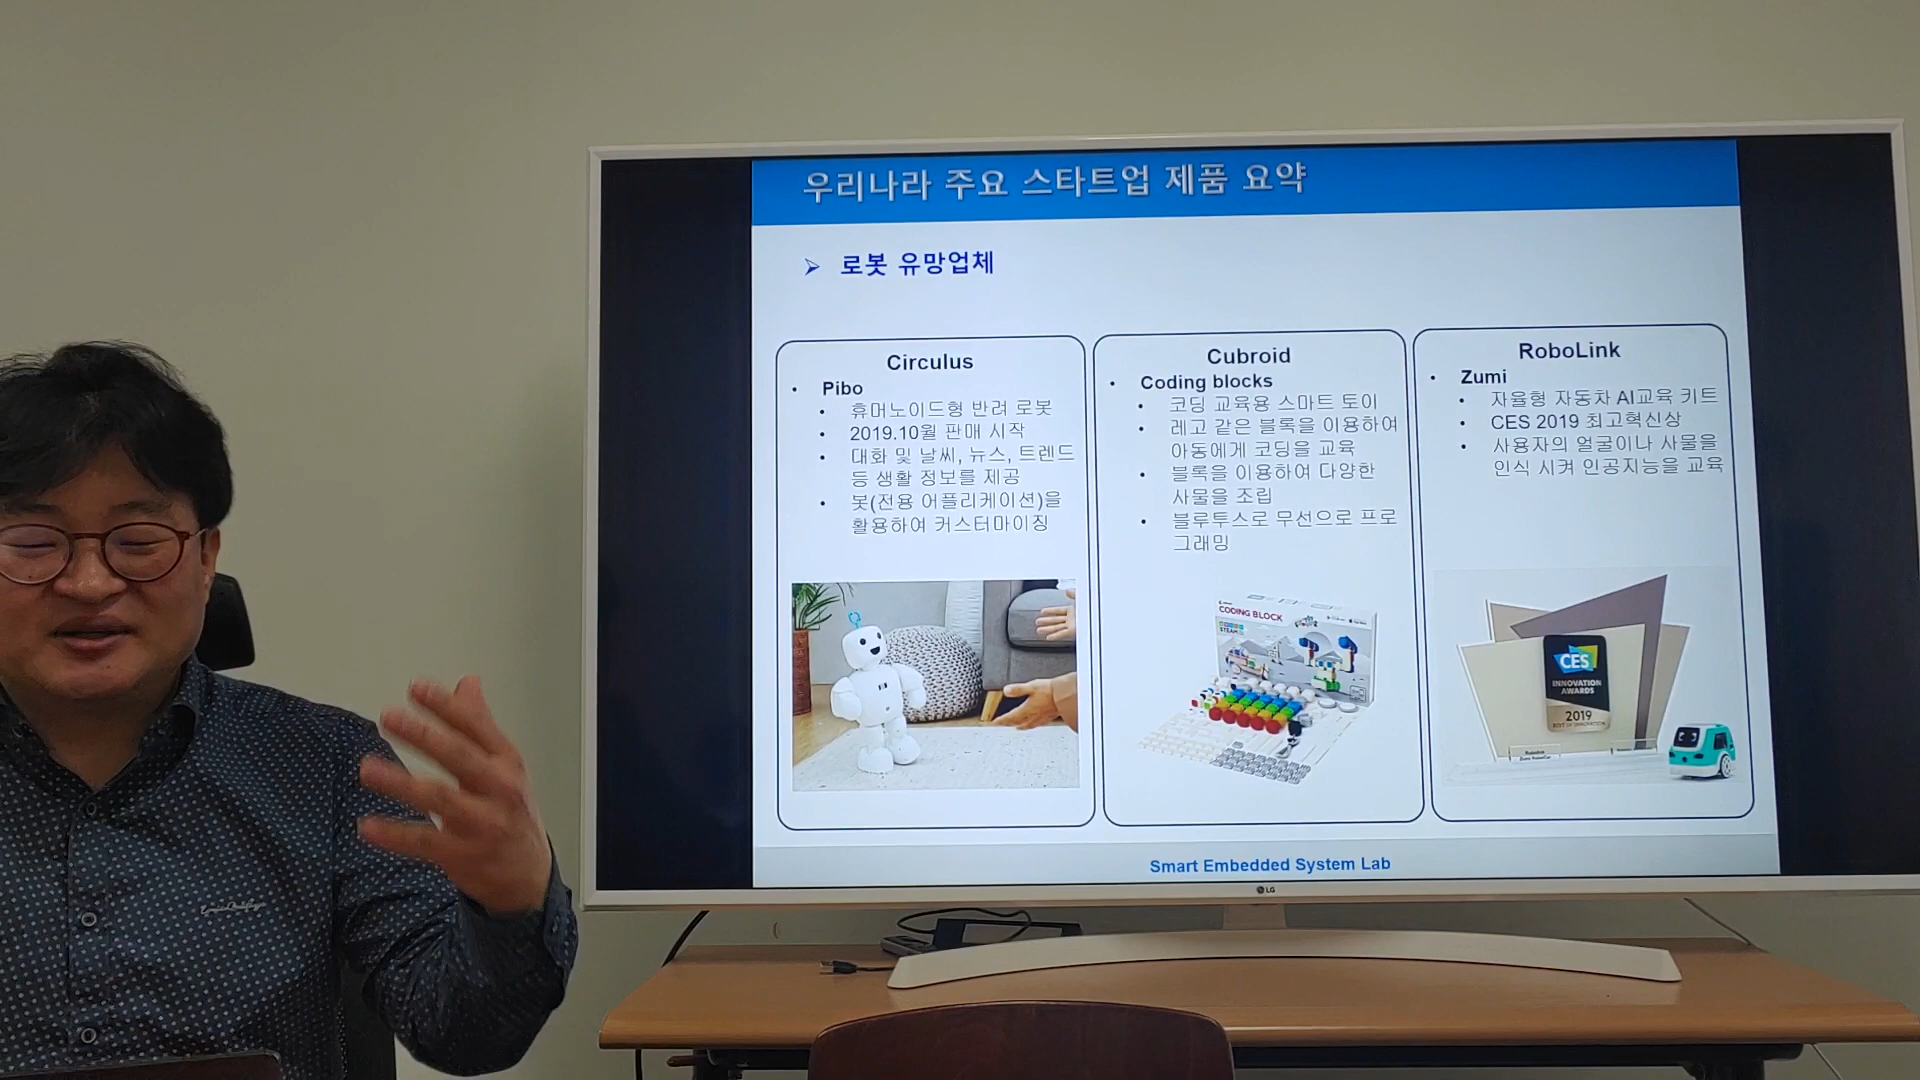 우리나라 주요 스타트업 제품 요약
➢ 로봇 유망업체
Circulus
• Pibo
• 휴머노이드형 반려 로봇
• 2019.10월 판매 시작
• 대화 및 날씨, 뉴스, 트렌드
등 생활 정보를 제공
• 봇(전용 어플리케이션)을
활용하여 커스터마이징
Cubroid
• Coding blocks
• 코딩 교육용 스마트 토이
• 레고 같은 블록을 이용하여
아동에게 코딩을 교육
• 블록을 이용하여 다양한
사물을 조립
• 블루투스로 무선으로 프로
그래밍
CODING BLOCK
STEAM
RoboLink
• Zumi
• 자율형 자동차 AI교육 키트
• CES 2019 최고혁신상
• 사용자의 얼굴이나 사물을
인식 시켜 인공지능을 교육
CES
INNOVATION
AWARDS
2019
BEST OF INNOVATION
Smart Embedded System Lab
LG